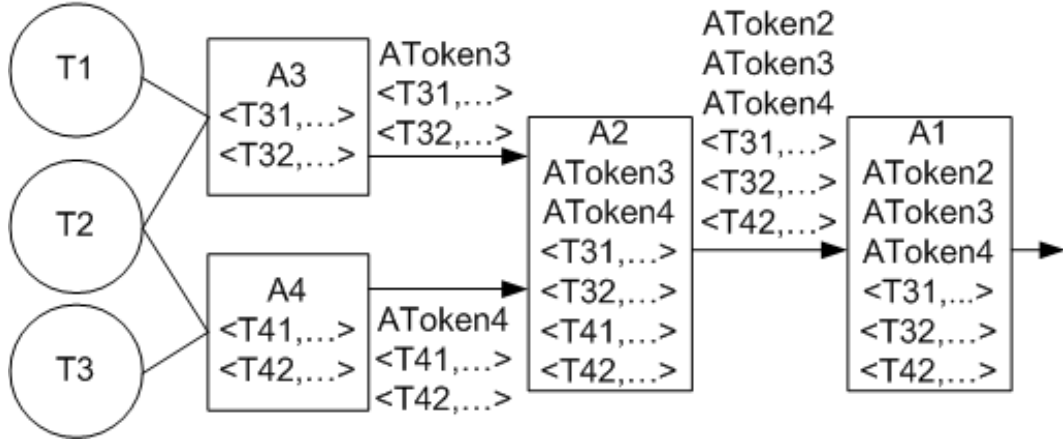 T1
T2
T3
A3
<T31,...>
<T32,...>
A4
<T41,...>
<T42,...>
AToken3
<T31,...>
<T32,...>
AToken4
<T41,...>
<T42,...>
A2
AToken3
AToken4
<T31,...>
<T32,...>
<T41,...>
<T42,...>
AToken2
AToken3
AToken4
<T31,...>
<T32,...>
<T42,...>
A1
AToken2
AToken3
AToken4
<T31,...>
<T32,...>
<T42,...>